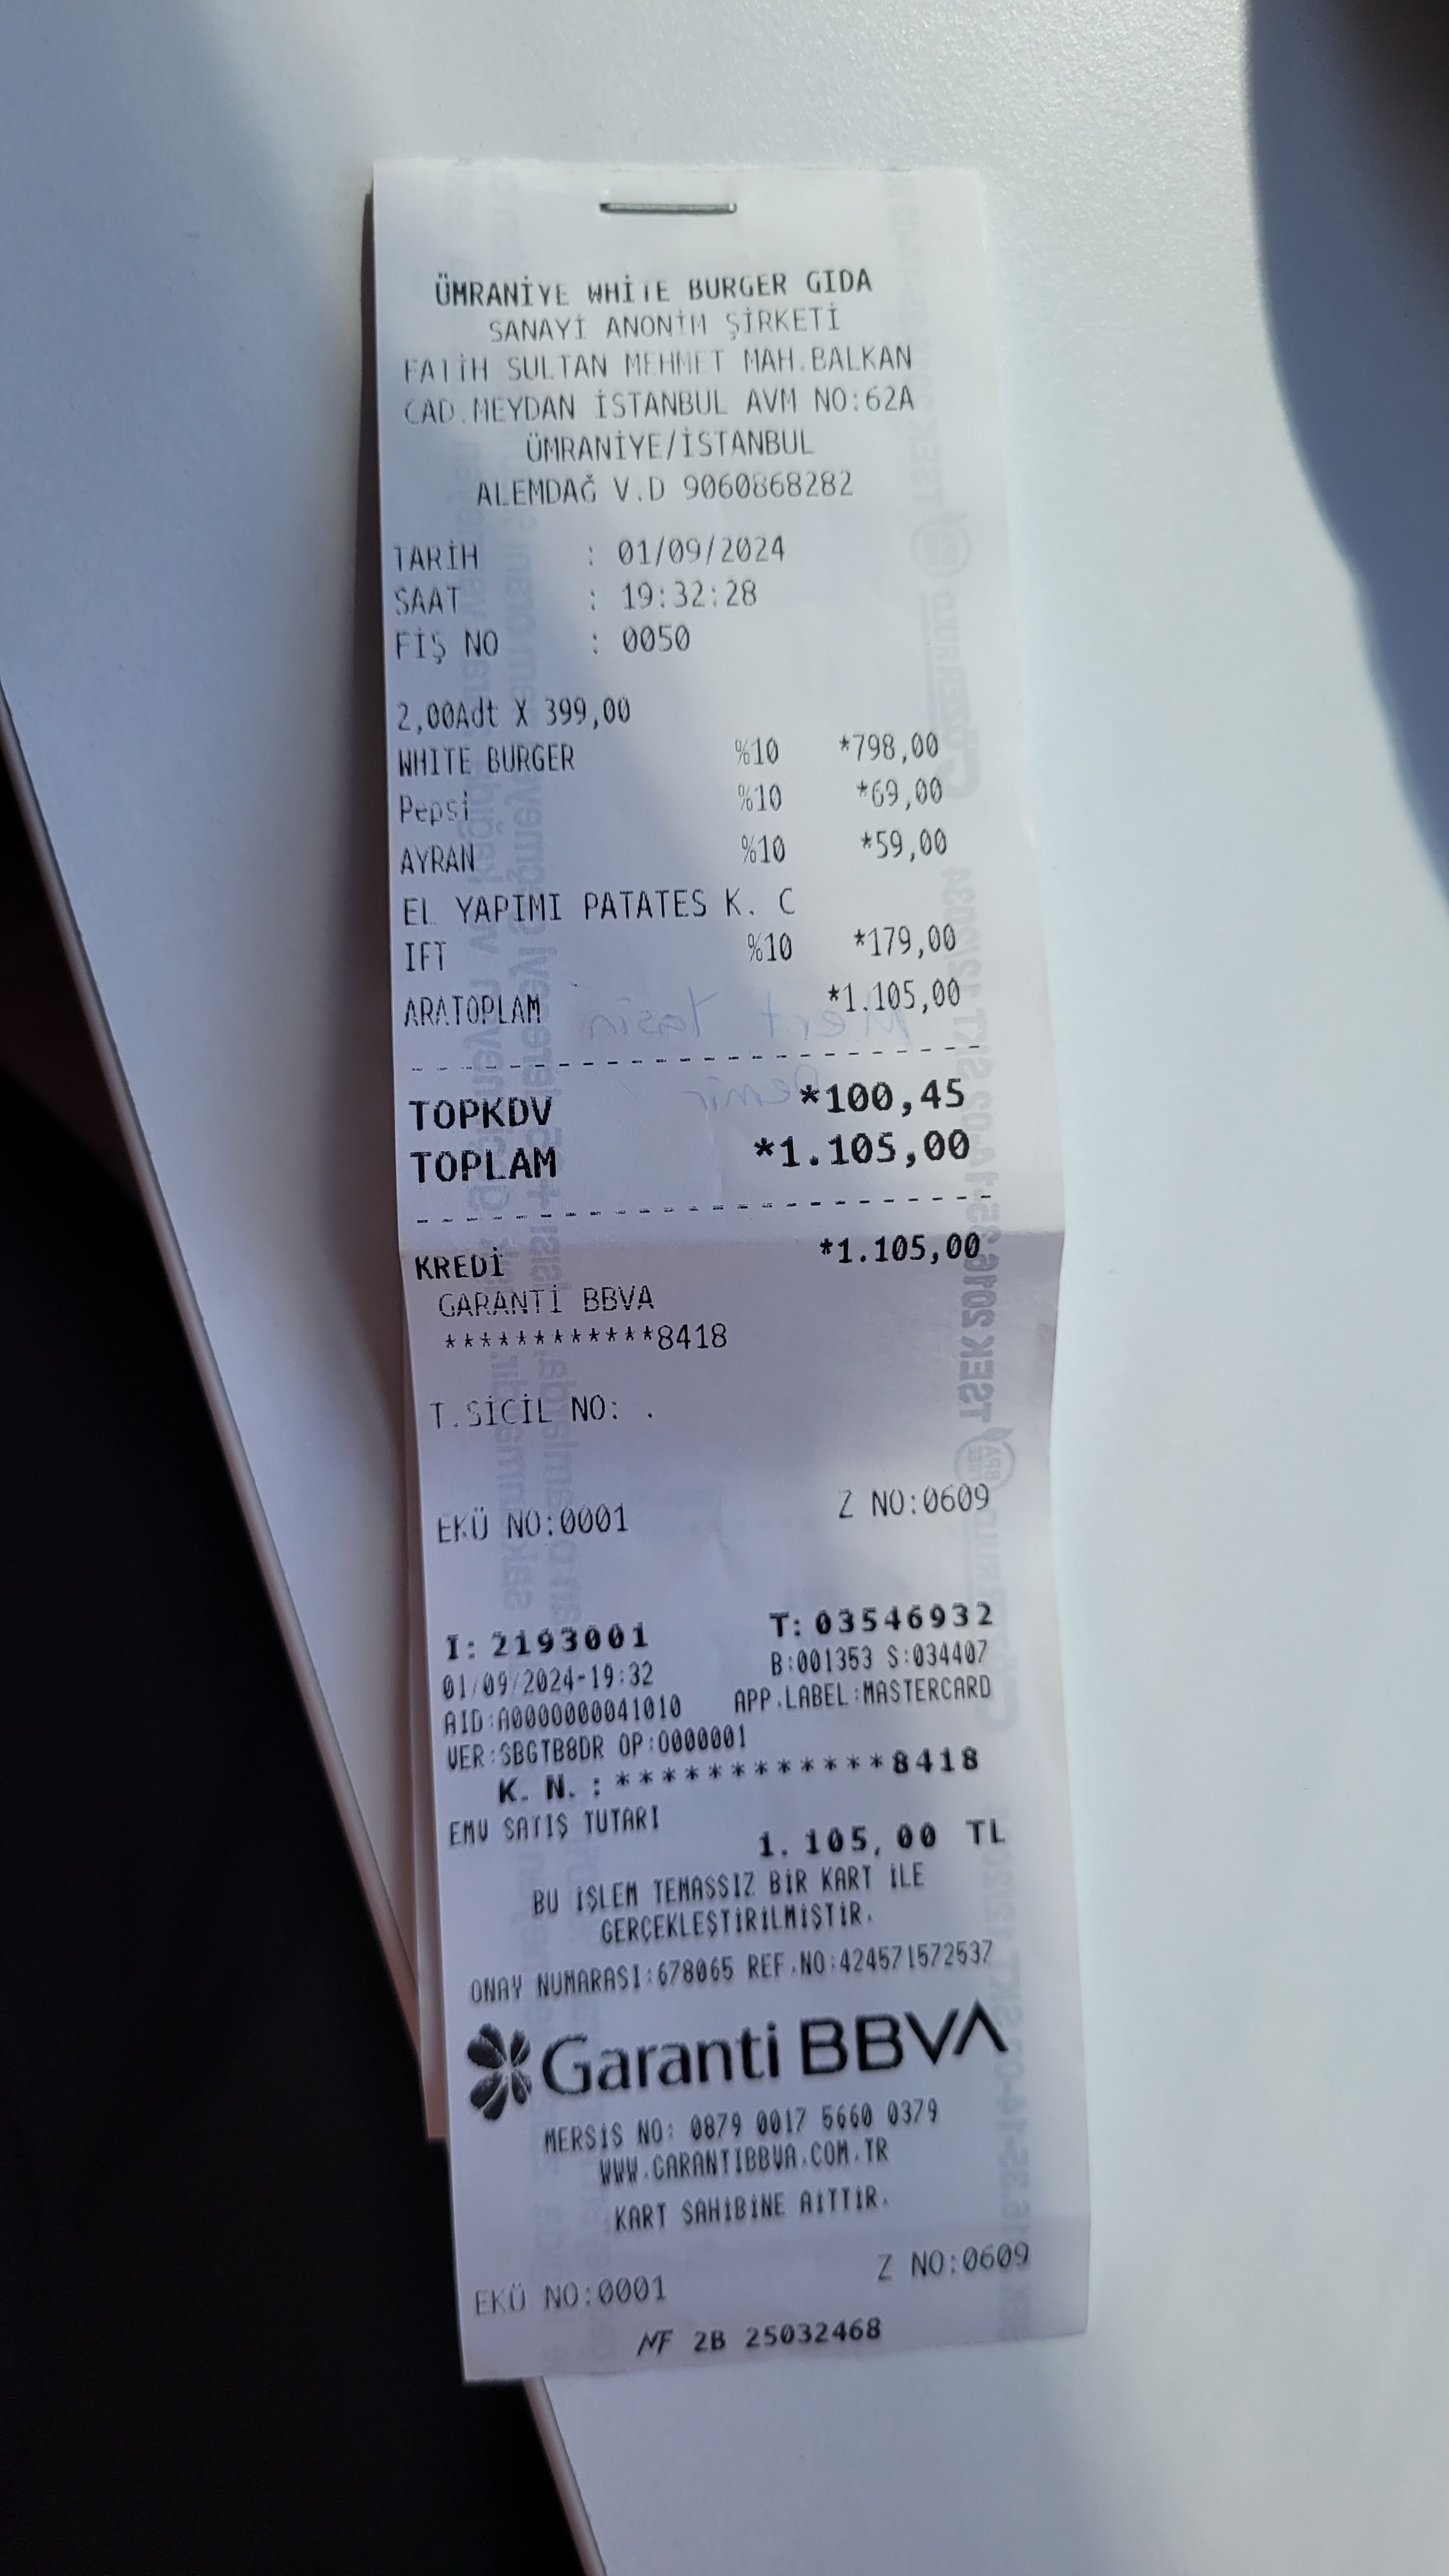 ÜMRANİYE WHİTE BURGER GIDA
SANAYİ ANONİM ŞİRKETİ
FATİH SULTAN MEHMET MAH.BALKAN
CAD.MEYDAN İSTANBUL AVM NO:62A
ÜMRANİYE/İSTANBUL
ALEMDAĞ V.D 9060868282
TARİH : 01/09/2024
SAAT : 19:32:28
FİŞ NO : 0050
2,00Adt X 399,00
WHITE BURGER %10 *798,00
Pepsi %10 *69,00
AYRAN %10 *59,00
EL YAPIMI PATATES K. C
IFT %10 *179,00
ARATOPLAM *1.105,00
TOPKDV *100,45
TOPLAM *1.105,00
KREDİ *1.105,00
GARANTİ BBVA
************8418
T.SİCİL NO: .
EKÜ NO:0001 Z NO:0609
I: 2193001 T: 03546932
01/09/2024-19:32 B:001353 S:034407
AID:A0000000041010 APP.LABEL:MASTERCARD
VER:SBGTB8DR OP:0000001
K. N. : ************8418
EMV SATIŞ TUTARI
1.105,00 TL
BU İŞLEM TEMASSIZ BİR KART İLE
GERÇEKLEŞTİRİLMİŞTİR.
ONAY NUMARASI:678065 REF.NO:424571572537
Garanti BBVA
MERSİS NO: 0879 0017 5660 0379
WWW.GARANTIBBVA.COM.TR
KART SAHİBİNE AİTTİR.
EKÜ NO:0001 Z NO:0609
MF 2B 25032468